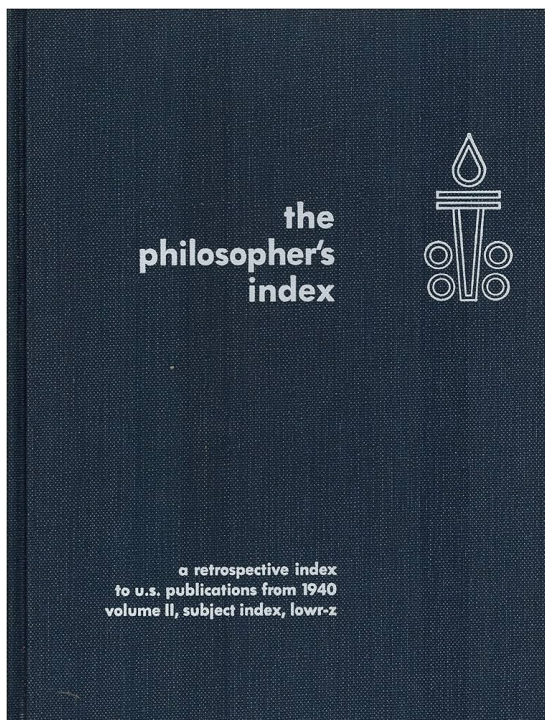 the
philosopher's
index
a retrospective index
to u.s. publications from 1940
volume II, subject index, lowr-z